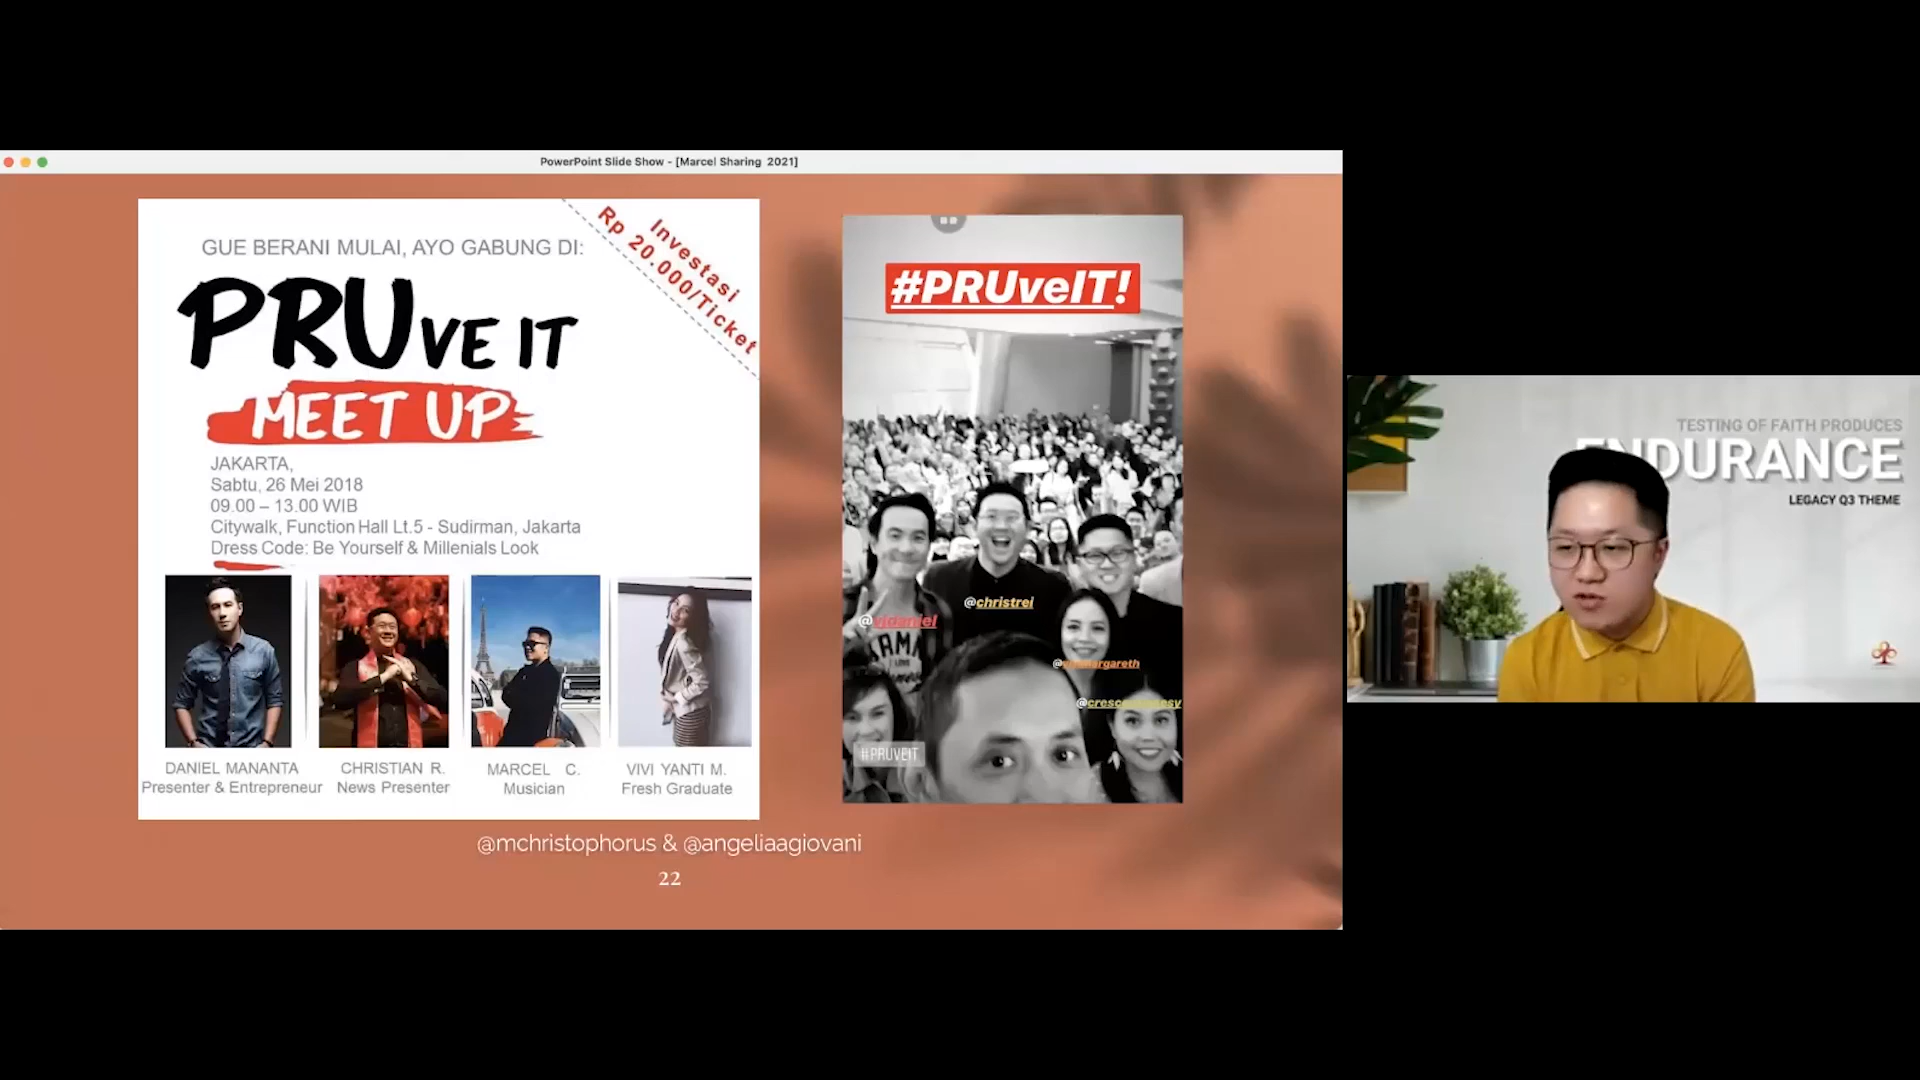 PowerPoint Slide Show - [Marcel Sharing 2021]
GUE BERANI MULAI, AYO GABUNG DI:
Investasi
Rp 20.000/Ticket
PRUVE IT
MEET UP
JAKARTA,
Sabtu, 26 Mei 2018
09.00 – 13.00 WIB
Citywalk, Function Hall Lt.5 - Sudirman, Jakarta
Dress Code: Be Yourself & Millenials Look
DANIEL MANANTA
Presenter & Entrepreneur
CHRISTIAN R.
News Presenter
MARCEL C.
Musician
VIVI YANTI M.
Fresh Graduate
#PRUveIT!
@christrei
@vjdaniel
#PRUVEIT
@mchristophorus & @angeliaagiovani
22
TESTING OF FAITH PRODUCES
ENDURANCE
LEGACY Q3 THEME